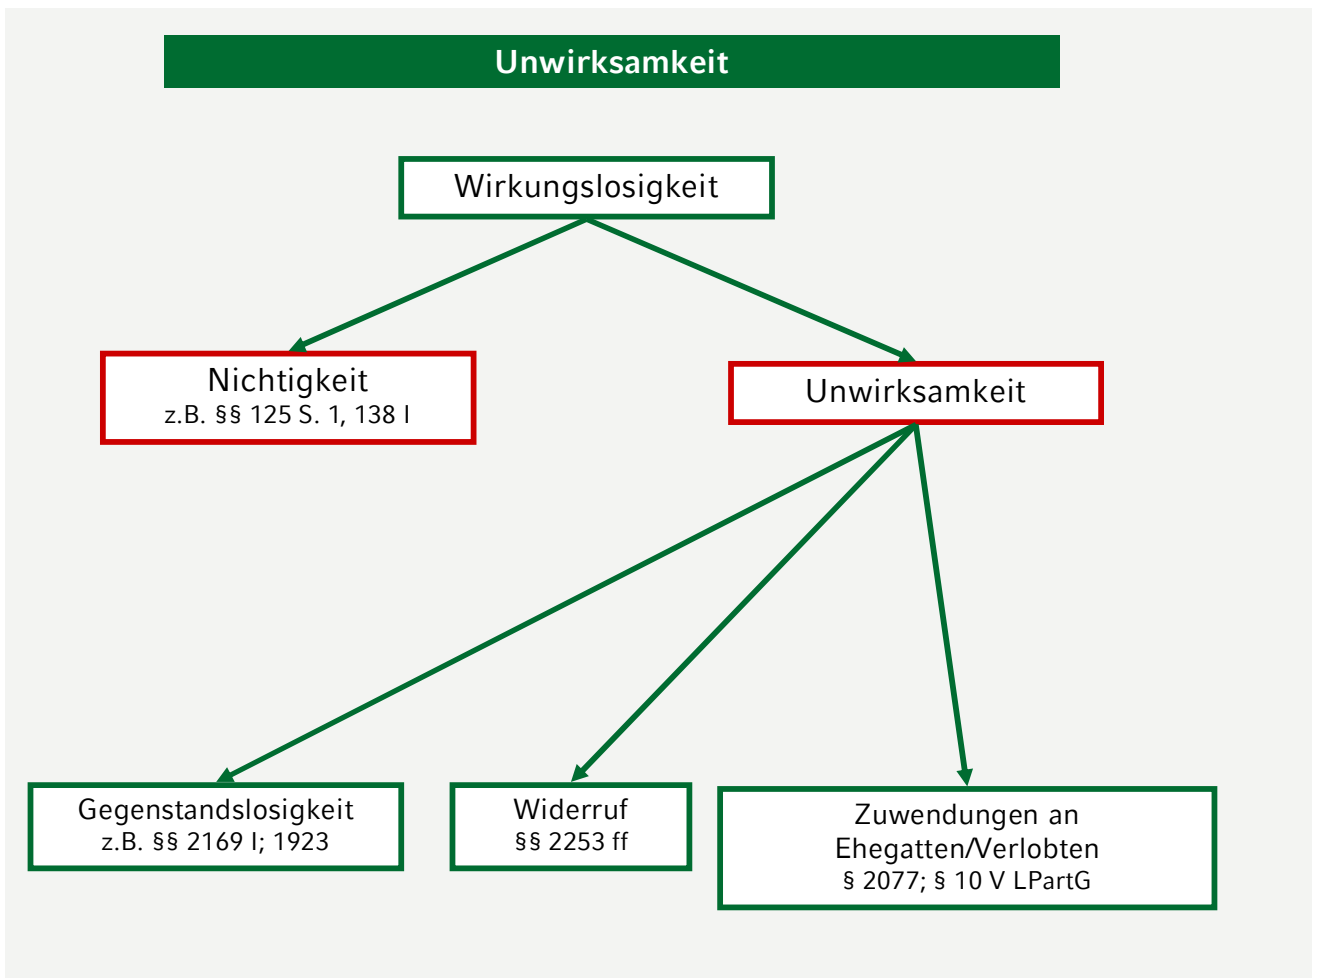 Unwirksamkeit
Wirkungslosigkeit
Nichtigkeit
z.B. §§ 125 S. 1, 138 I
Unwirksamkeit
Gegenstandslosigkeit
z.B. §§ 2169 I; 1923
Widerruf
§§ 2253 ff
Zuwendungen an
Ehegatten/Verlobten
§ 2077; § 10 V LPartG